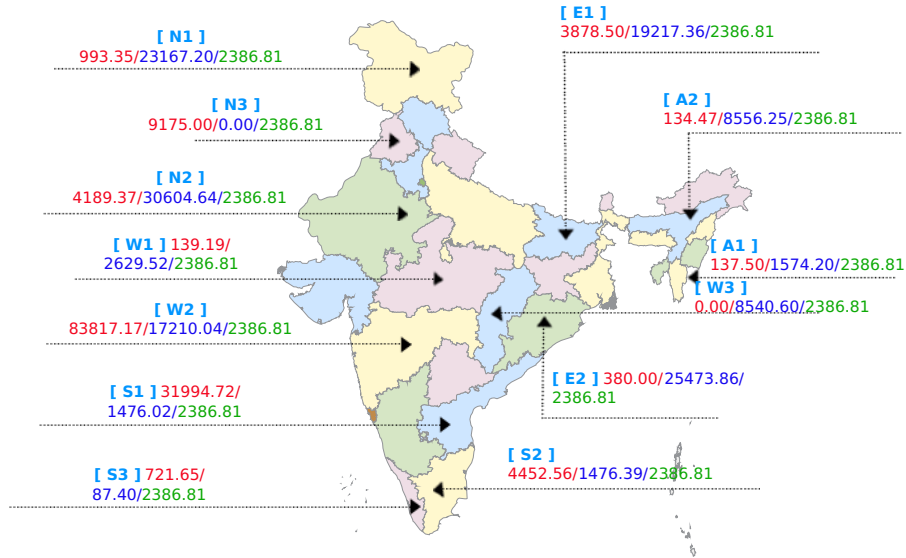 [ E1 ]
3878.50/19217.36/2386.81
[ N1 ]
993.35/23167.20/2386.81
[ N3 ]
9175.00/0.00/2386.81
[ A2 ]
134.47/8556.25/2386.81
[ N2 ]
4189.37/30604.64/2386.81
[ W1 ] 139.19/
2629.52/2386.81
[ A1 ]
137.50/1574.20/2386.81
[ W3 ]
0.00/8540.60/2386.81
[ W2 ]
83817.17/17210.04/2386.81
[ E2 ] 380.00/25473.86/
2386.81
[ S1 ] 31994.72/
1476.02/2386.81
[ S2 ]
4452.56/1476.39/2386.81
[ S3 ] 721.65/
87.40/2386.81